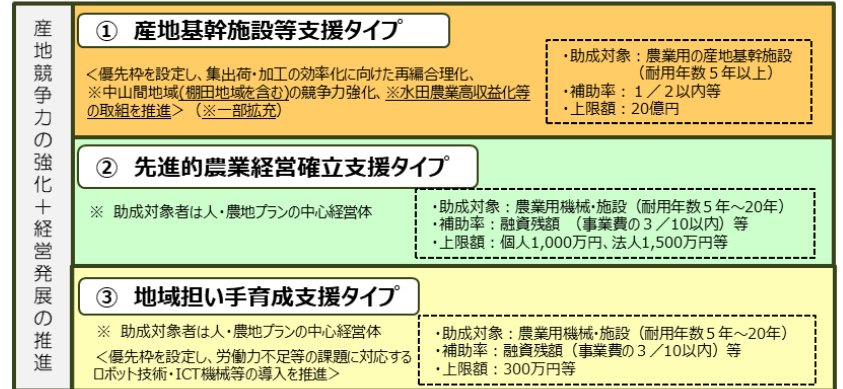 産地競争力の強化＋経営発展の推進
① 産地基幹施設等支援タイプ
＜優先枠を設定し、集出荷・加工の効率化に向けた再編合理化、
※中山間地域(棚田地域を含む)の競争力強化、※水田農業高収益化等
の取組を推進＞（※一部拡充）
・助成対象：農業用の産地基幹施設
（耐用年数５年以上）
・補助率：１／２以内等
・上限額：20億円
② 先進的農業経営確立支援タイプ
※ 助成対象者は人・農地プランの中心経営体
・助成対象：農業用機械・施設（耐用年数５年～20年）
・補助率：融資残額 （事業費の３／10以内）等
・上限額：個人1,000万円、法人1,500万円等
③ 地域担い手育成支援タイプ
※ 助成対象者は人・農地プランの中心経営体
＜優先枠を設定し、労働力不足等の課題に対応する
ロボット技術・ICT機械等の導入を推進＞
・助成対象：農業用機械・施設（耐用年数５年～20年）
・補助率：融資残額（事業費の３／10以内）等
・上限額：300万円等